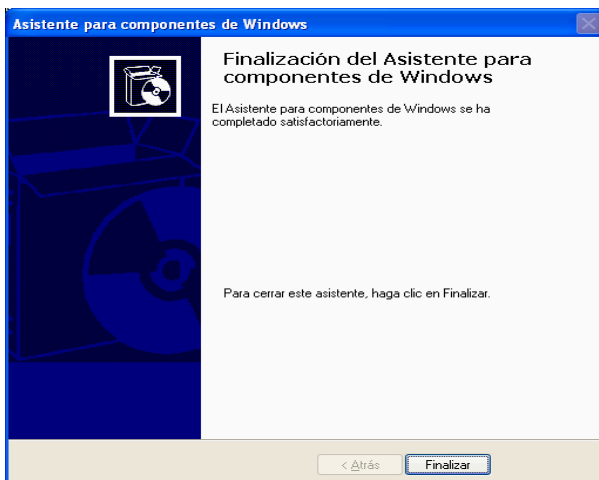 Asistente para componentes de Windows
Finalización del Asistente para
componentes de Windows
El Asistente para componentes de Windows se ha
completado satisfactoriamente.
Para cerrar este asistente, haga clic en Finalizar.
< Atrás
Finalizar